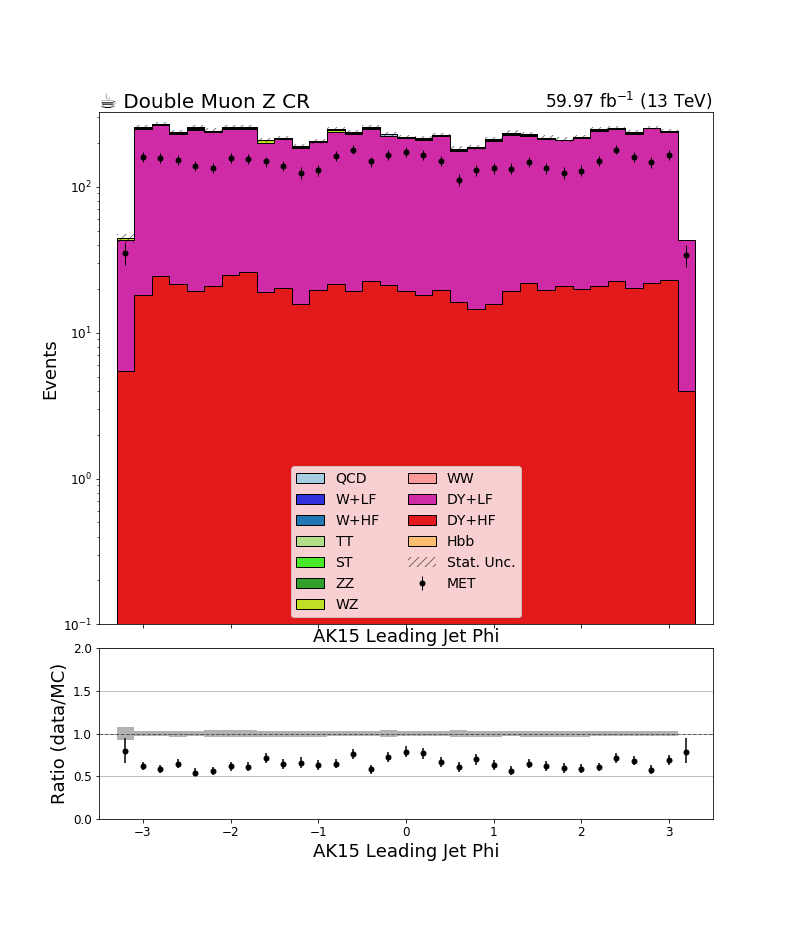 ☕ Double Muon Z CR
59.97 fb⁻¹ (13 TeV)
Events
10²
10¹
10⁰
10⁻¹
QCD
W+LF
W+HF
TT
ST
ZZ
WZ
WW
DY+LF
DY+HF
Hbb
Stat. Unc.
MET
AK15 Leading Jet Phi
Ratio (data/MC)
2.0
1.5
1.0
0.5
0.0
−3 −2 −1 0 1 2 3
AK15 Leading Jet Phi